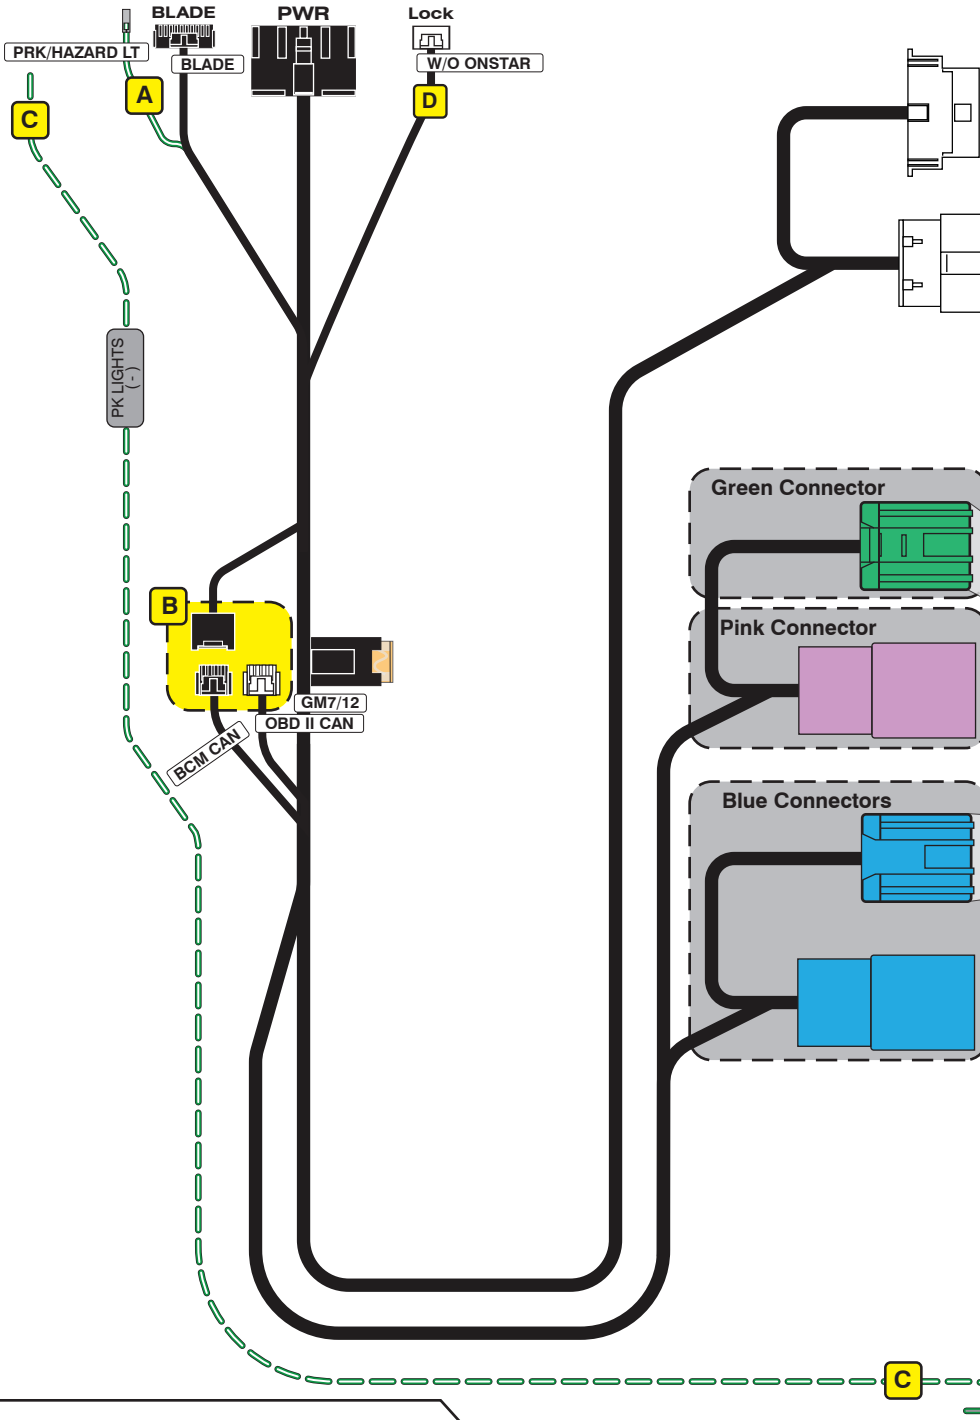 BLADE
PWR
Lock
PRK/HAZARD LT
BLADE
W/O ONSTAR
A
D
C
PK LIGHTS
(-)
Green Connector
B
Pink Connector
GM7/12
OBD II CAN
BCM CAN
Blue Connectors
C